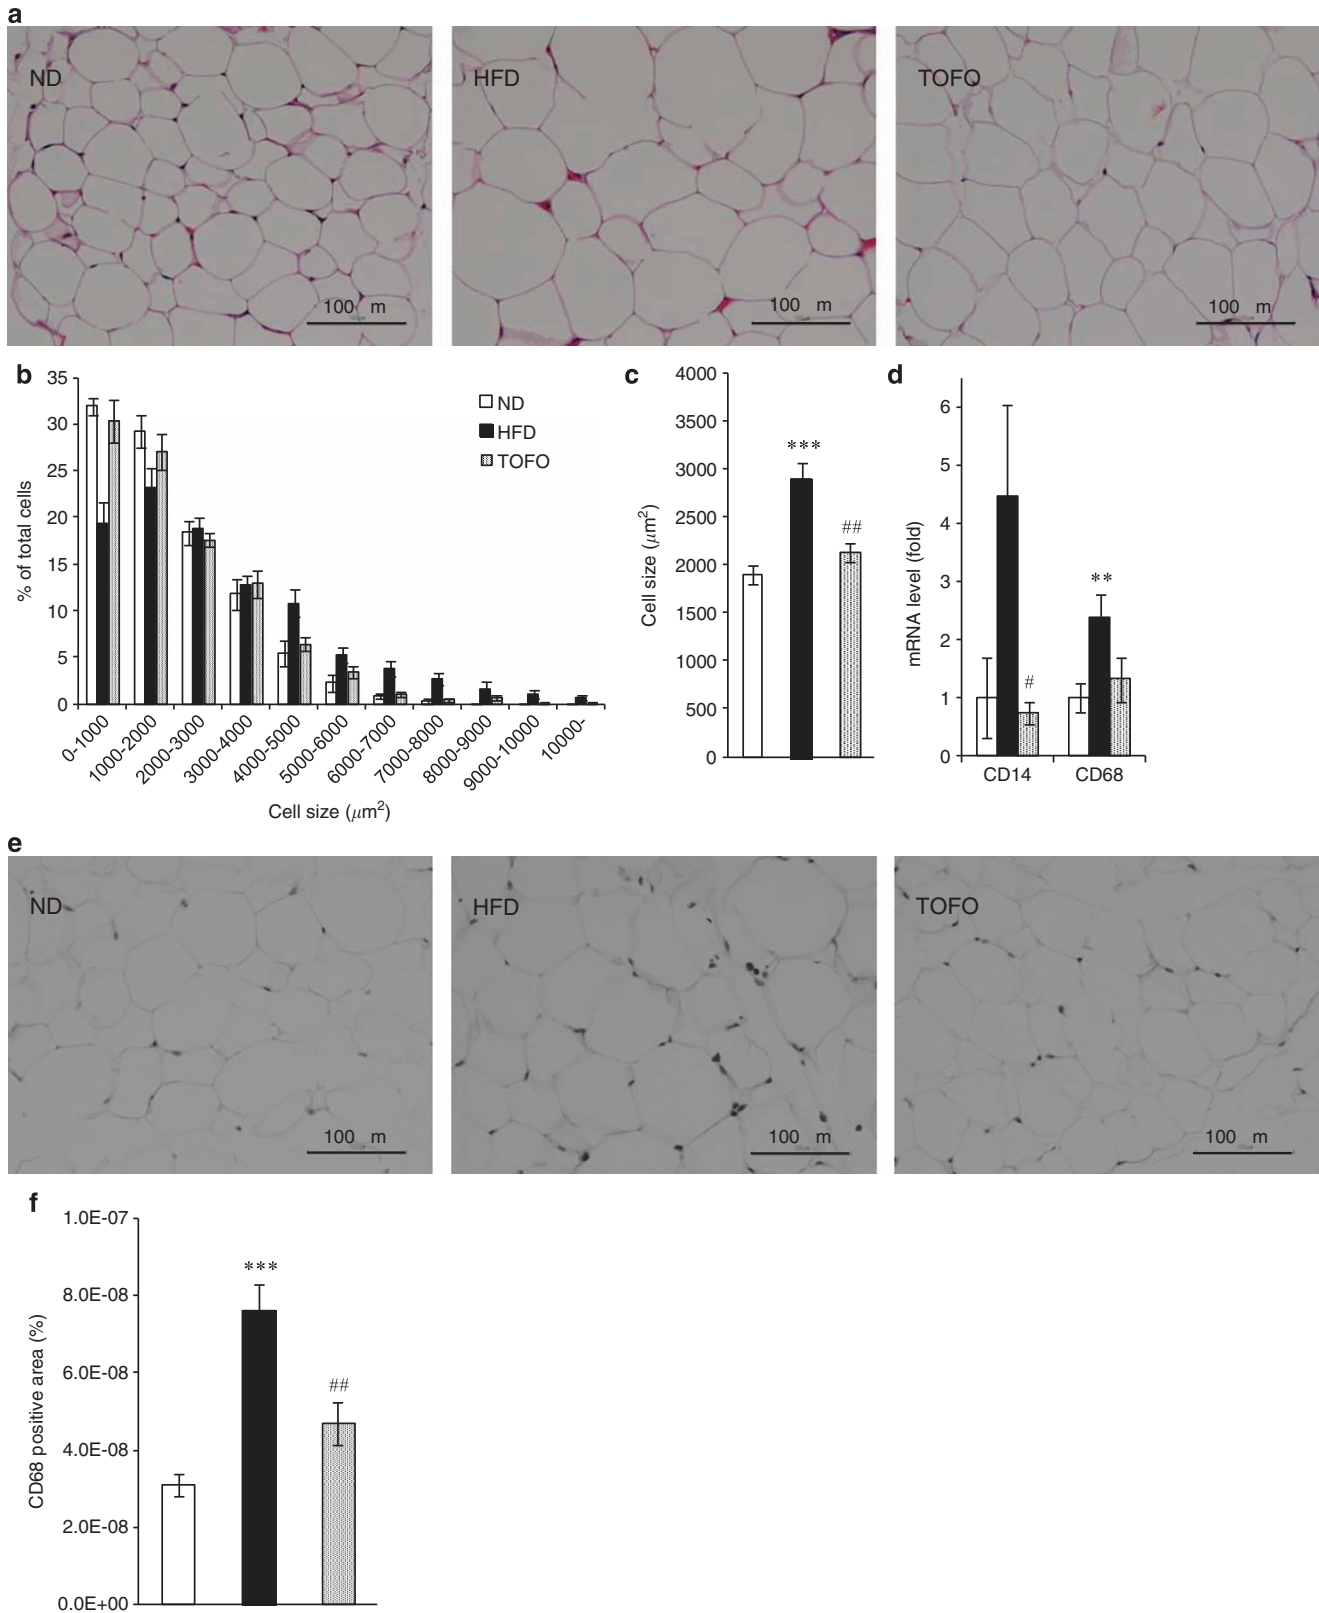 a
ND
HFD
TOFO
100 m
100 m
100 m
b
35
30
25
20
15
10
5
0
% of total cells
ND
HFD
TOFO
0-1000
1000-2000
2000-3000
3000-4000
4000-5000
5000-6000
6000-7000
7000-8000
8000-9000
9000-10000
10000-
Cell size (μm²)
c
4000
3500
3000
2500
2000
1500
1000
500
0
Cell size (μm²)
***
##
d
6
5
4
3
2
1
0
mRNA level (fold)
#
**
CD14
CD68
e
ND
HFD
TOFO
100 m
100 m
100 m
f
1.0E-07
8.0E-08
6.0E-08
4.0E-08
2.0E-08
0.0E+00
CD68 positive area (%)
***
##